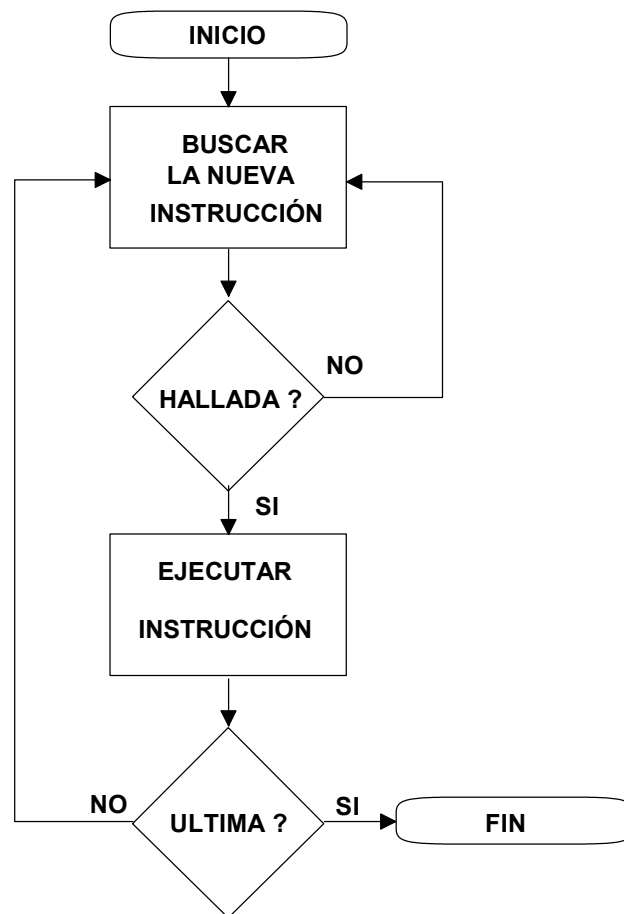 INICIO
BUSCAR
LA NUEVA
INSTRUCCIÓN
HALLADA ?
NO
SI
EJECUTAR
INSTRUCCIÓN
NO
ULTIMA ?
SI
FIN